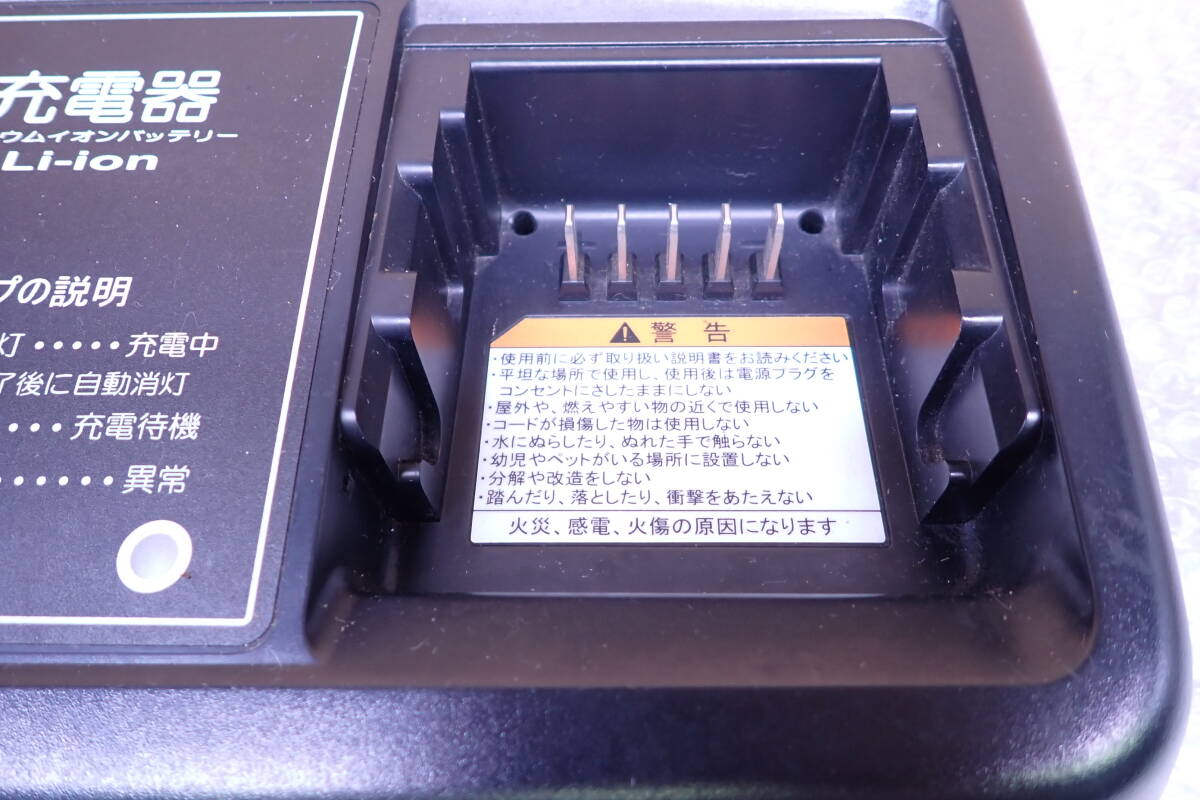 充電器
ウムイオンバッテリー
Li-ion
プの説明
灯・・・・・充電中
了後に自動消灯
・・・・充電待機
・・・・・・異常
警告
・使用前に必ず取り扱い説明書をお読みください
・平坦な場所で使用し、使用後は電源プラグを
コンセントにさしたままにしない
・屋外や、燃えやすい物の近くで使用しない
・コードが損傷した物は使用しない
・水にぬらしたり、ぬれた手で触らない
・幼児やペットがいる場所に設置しない
・分解や改造をしない
・踏んだり、落としたり、衝撃をあたえない
火災、感電、火傷の原因になります